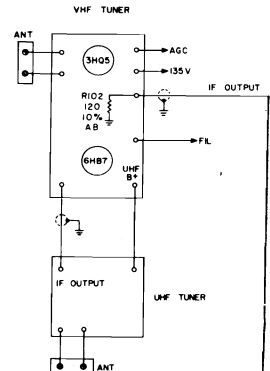 VHF TUNER
ANT
3HQ5
AGC
135V
IF OUTPUT
R102
120
10%
AB
FIL
6HB7
UHF
B+
IF OUTPUT
UHF TUNER
ANT